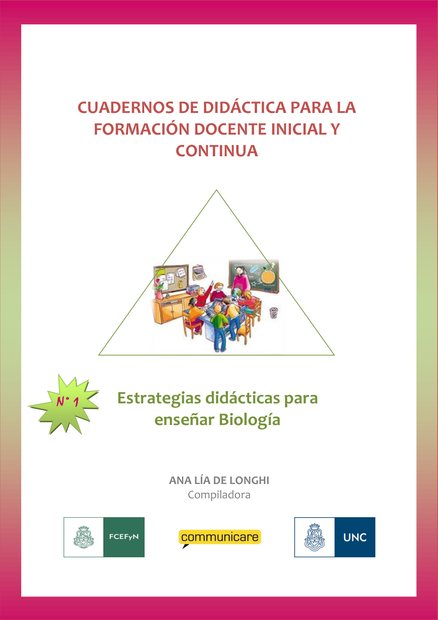 CUADERNOS DE DIDÁCTICA PARA LA
FORMACIÓN DOCENTE INICIAL Y
CONTINUA
N° 1
Estrategias didácticas para
enseñar Biología
ANA LÍA DE LONGHI
Compiladora
FCEFyN
communicare
UNC